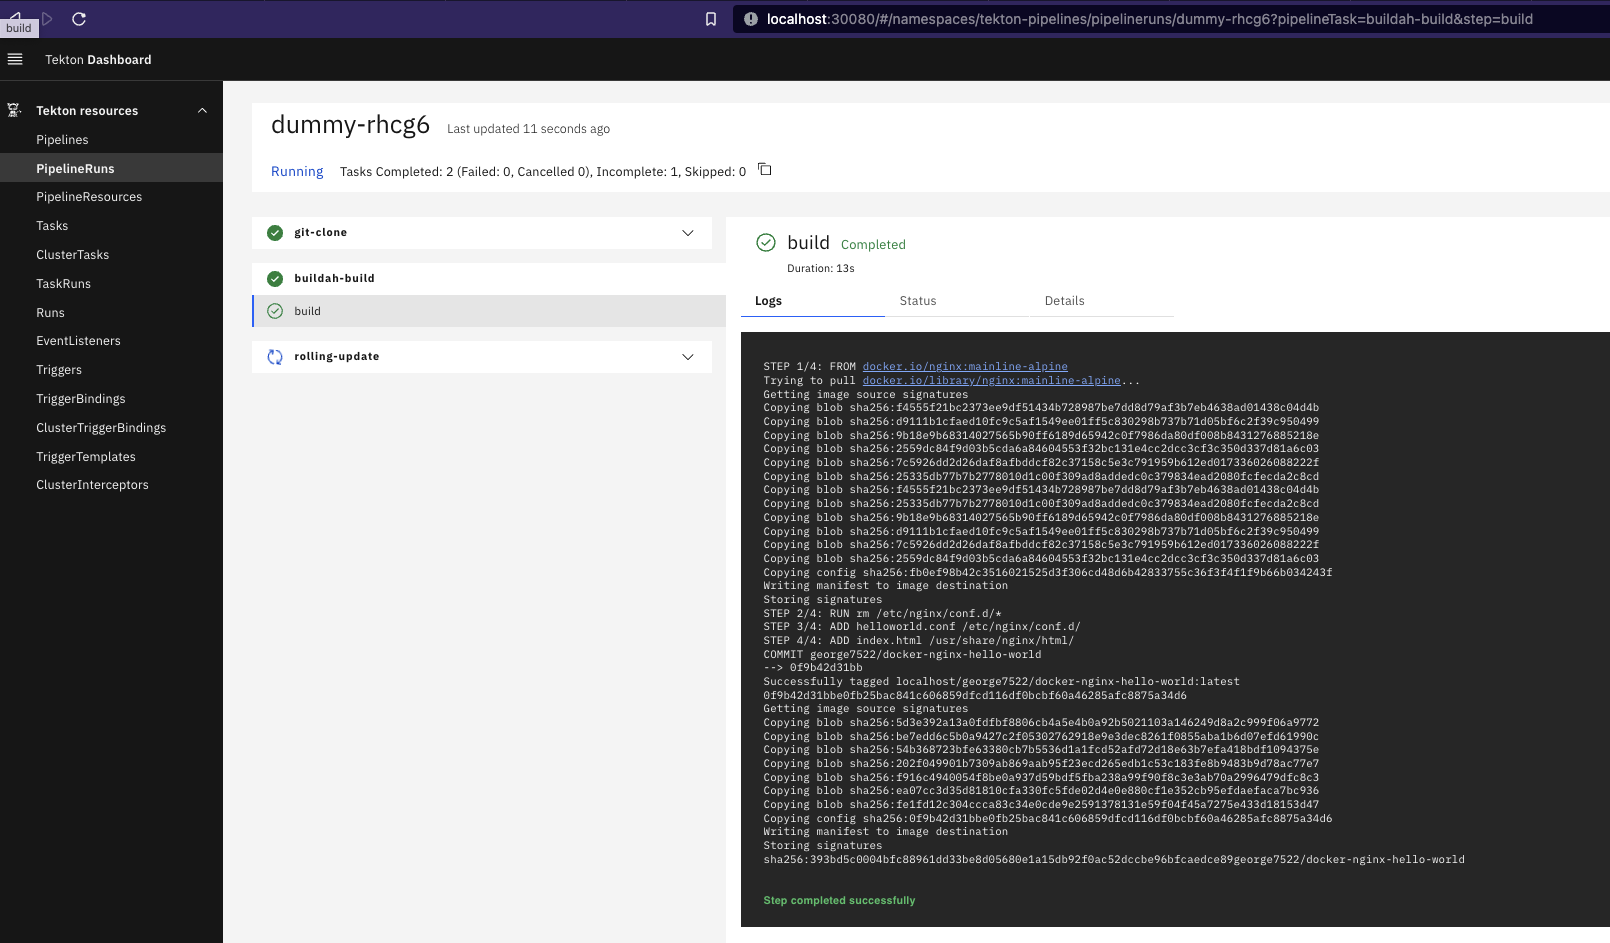 build
localhost:30080/#/namespaces/tekton-pipelines/pipelineruns/dummy-rhcg6?pipelineTask=buildah-build&step=build
Tekton Dashboard
Tekton resources
Pipelines
PipelineRuns
PipelineResources
Tasks
ClusterTasks
TaskRuns
Runs
EventListeners
Triggers
TriggerBindings
ClusterTriggerBindings
TriggerTemplates
ClusterInterceptors
dummy-rhcg6 Last updated 11 seconds ago
Running Tasks Completed: 2 (Failed: 0, Cancelled 0), Incomplete: 1, Skipped: 0
git-clone
buildah-build
build
rolling-update
build Completed
Duration: 13s
Logs Status Details
STEP 1/4: FROM docker.io/nginx:mainline-alpine
Trying to pull docker.io/library/nginx:mainline-alpine...
Getting image source signatures
Copying blob sha256:f4555f21bc2373ee9df51434b728987be7dd8d79af3b7eb4638ad01438c04d4b
Copying blob sha256:d9111b1cfaed10fc9c5af1549ee01ff5c830298b737b71d05bf6c2f39c950499
Copying blob sha256:9b18e9b68314027565b90ff6189d65942c0f7986da80df008b8431276885218e
Copying blob sha256:2559dc84f9d03b5cda6a84604553f32bc131e4cc2dcc3cf3c350d337d81a6c03
Copying blob sha256:7c5926dd2d26daf8afbddcf82c37158c5e3c791959b612ed017336026088222f
Copying blob sha256:25335db77b7b2778010d1c00f309ad8addedc0c379834ead2080fcfecda2c8cd
Copying blob sha256:f4555f21bc2373ee9df51434b728987be7dd8d79af3b7eb4638ad01438c04d4b
Copying blob sha256:25335db77b7b2778010d1c00f309ad8addedc0c379834ead2080fcfecda2c8cd
Copying blob sha256:9b18e9b68314027565b90ff6189d65942c0f7986da80df008b8431276885218e
Copying blob sha256:d9111b1cfaed10fc9c5af1549ee01ff5c830298b737b71d05bf6c2f39c950499
Copying blob sha256:7c5926dd2d26daf8afbddcf82c37158c5e3c791959b612ed017336026088222f
Copying blob sha256:2559dc84f9d03b5cda6a84604553f32bc131e4cc2dcc3cf3c350d337d81a6c03
Copying config sha256:fb0ef98b42c3516021525d3f306cd48d6b42833755c36f3f4f1f9b66b034243f
Writing manifest to image destination
Storing signatures
STEP 2/4: RUN rm /etc/nginx/conf.d/*
STEP 3/4: ADD helloworld.conf /etc/nginx/conf.d/
STEP 4/4: ADD index.html /usr/share/nginx/html/
COMMIT george7522/docker-nginx-hello-world
--> 0f9b42d31bb
Successfully tagged localhost/george7522/docker-nginx-hello-world:latest
0f9b42d31bbe0fb25bac841c606859dfcd116df0bcbf60a46285afc8875a34d6
Getting image source signatures
Copying blob sha256:5d3e392a13a0fdfbf8806cb4a5e4b0a92b5021103a146249d8a2c999f06a9772
Copying blob sha256:be7edd6c5b0a9427c2f05302762918e9e3dec8261f0855aba1b6d07efd61990c
Copying blob sha256:54b368723bfe63380cb7b5536d1a1fcd52afd72d18e63b7efa418bdf1094375e
Copying blob sha256:202f049901b7309ab869aab95f23ecd265edb1c53c183fe8b9483b9d78ac77e7
Copying blob sha256:f916c4940054f8be0a937d59bdf5fba238a99f90f8c3e3ab70a2996479dfc8c3
Copying blob sha256:ea07cc3d35d81810cfa330fc5fde02d4e0e880cf1e352cb95efdaefaca7bc936
Copying blob sha256:fe1fd12c304ccca83c34e0cde9e2591378131e59f04f45a7275e433d18153d47
Copying config sha256:0f9b42d31bbe0fb25bac841c606859dfcd116df0bcbf60a46285afc8875a34d6
Writing manifest to image destination
Storing signatures
sha256:393bd5c0004bfc88961dd33be8d05680e1a15db92f0ac52dccbe96bfcaedce89george7522/docker-nginx-hello-world
Step completed successfully